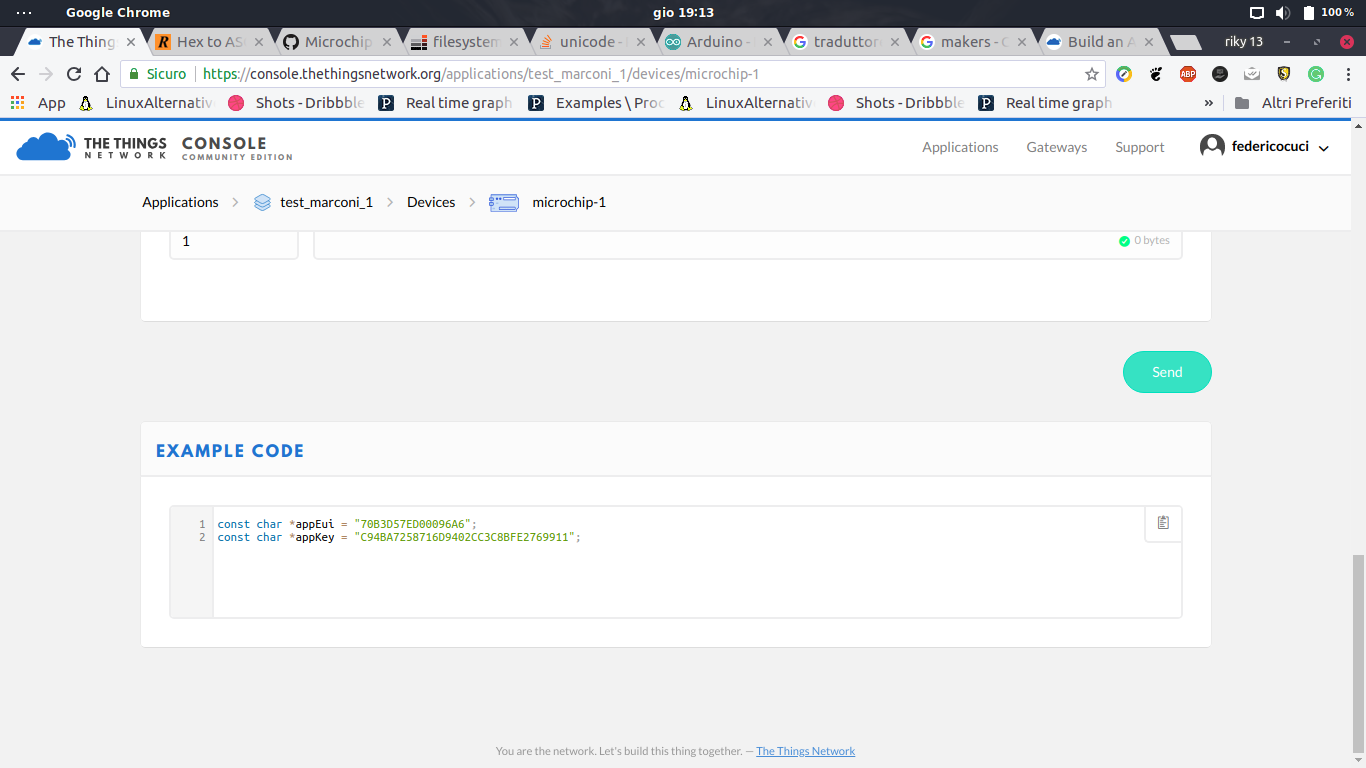 Google Chrome
gio 19:13
100 %
The Thing
Hex to AS
Microchip
filesystem
unicode -
Arduino -
traduttor
makers - 
Build an A
riky 13
Sicuro
https://console.thethingsnetwork.org/applications/test_marconi_1/devices/microchip-1
ABP
App
LinuxAlternativ
Shots - Dribbble
Real time graph
Examples \ Proc
LinuxAlternativ
Shots - Dribbble
Real time graph
»
Altri Preferiti
THE THINGS
NETWORK
CONSOLE
COMMUNITY EDITION
Applications
Gateways
Support
federicocuci
Applications
test_marconi_1
Devices
microchip-1
1
0 bytes
Send
EXAMPLE CODE
1 const char *appEui = "70B3D57ED00096A6";
2 const char *appKey = "C94BA7258716D9402CC3C8BFE2769911";
You are the network. Let's build this thing together. — The Things Network